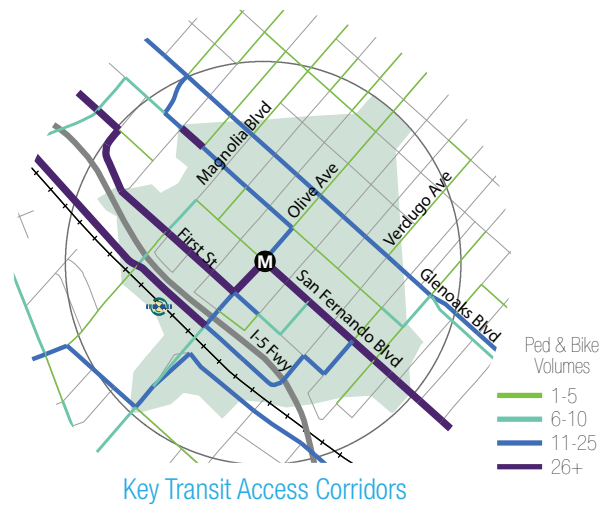 Magnolia Blvd
Olive Ave
Verdugo Ave
First St
M
San Fernando Blvd
Glenoaks Blvd
I-5 Fwy
Ped & Bike
Volumes
1-5
6-10
11-25
26+
Key Transit Access Corridors